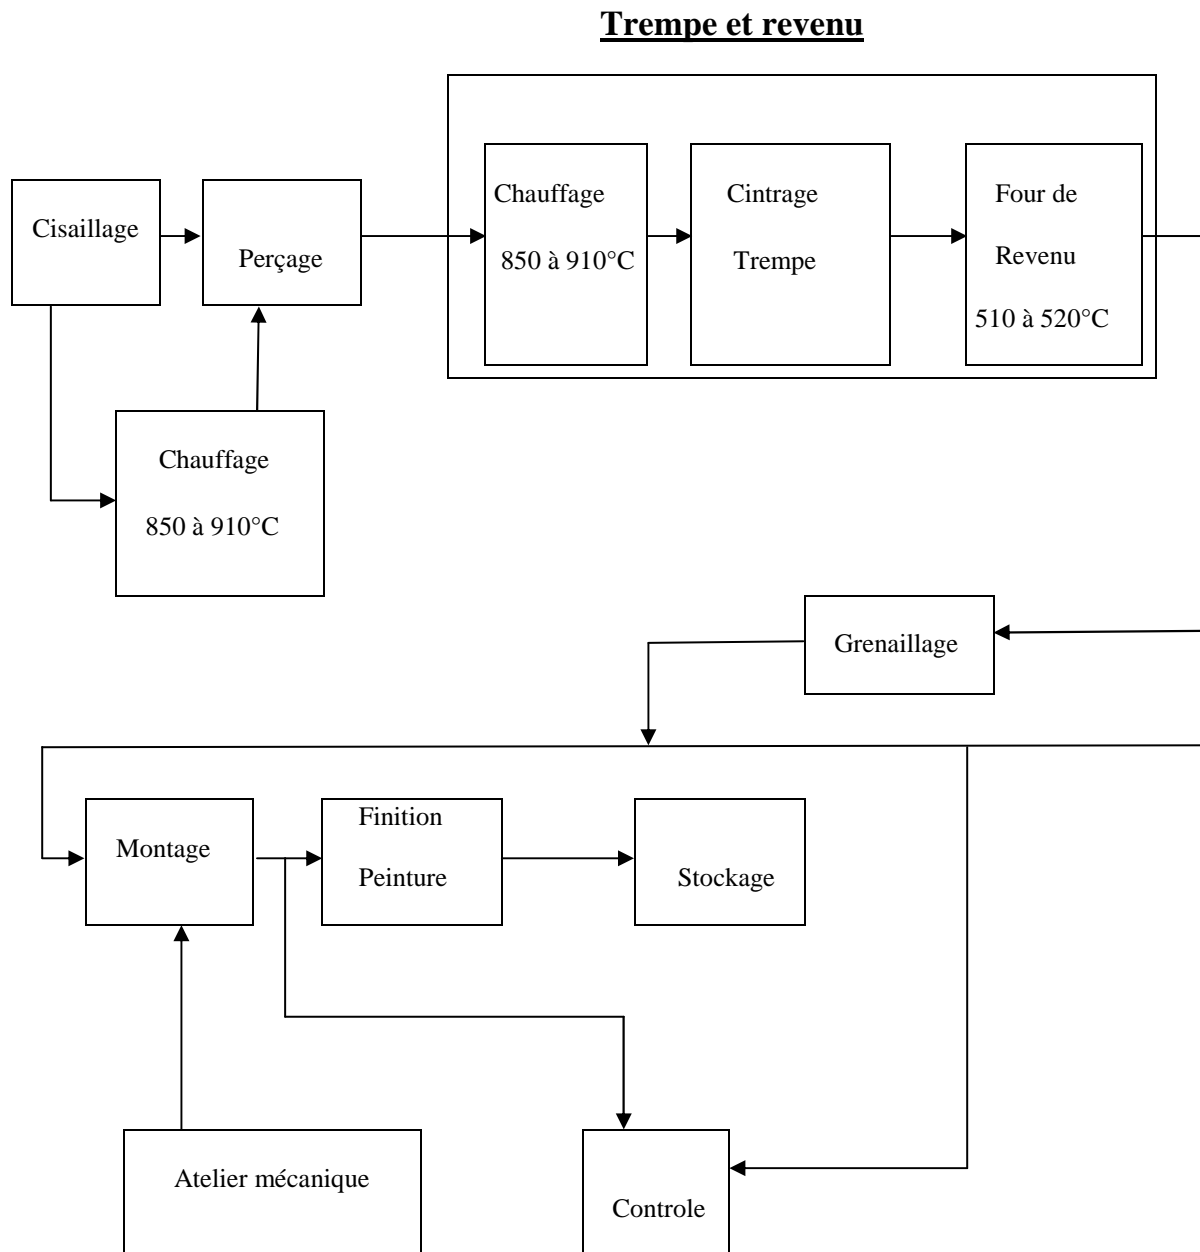 Trempe et revenu
Cisaillage
Perçage
Chauffage
850 à 910°C
Cintrage
Trempe
Four de
Revenu
510 à 520°C
Chauffage
850 à 910°C
Grenaillage
Montage
Finition
Peinture
Stockage
Atelier mécanique
Controle